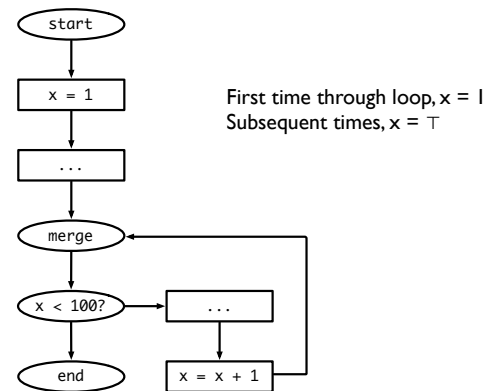 start
x = 1
...
merge
x < 100?
...
end
x = x + 1
First time through loop, x = 1
Subsequent times, x = ⊤